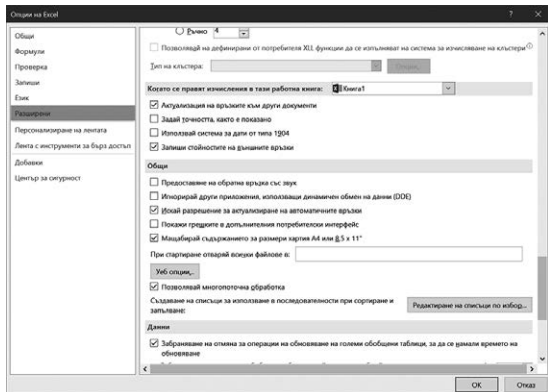 Опции на Excel
? ×
Общи
Формули
Проверка
Запиши
Език
Разширени
Персонализиране на лентата
Лента с инструменти за бърз достъп
Добавки
Център за сигурност
Ръчно 4
Позволявай на дефинирани от потребителя XLL функции да се изпълняват на система за изчисляване на клъстери
Тип на клъстера:
Опции...
Когато се правят изчисления в тази работна книга: Книга1
Актуализация на връзките към други документи
Задай точността, както е показано
Използвай система за дати от типа 1904
Запиши стойностите на външните връзки
Общи
Предоставяне на обратна връзка със звук
Игнорирай други приложения, използващи динамичен обмен на данни (DDE)
Искай разрешение за актуализиране на автоматичните връзки
Покажи грешките в допълнителния потребителски интерфейс
Мащабирай съдържанието за размери хартия A4 или 8,5 x 11"
При стартиране отваряй всички файлове в:
Уеб опции...
Позволявай многопоточна обработка
Създаване на списъци за използване в последователности при сортиране и
запълване:
Редактиране на списъци по избор...
Данни
Забраняване на отмяна за операции на обновяване на големи обобщени таблици, за да се намали времето на
обновяване
OK
Отказ